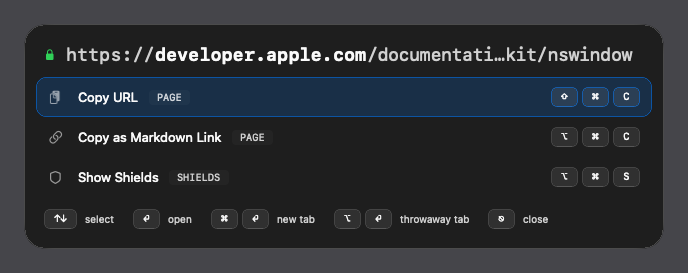 https://developer.apple.com/documentati…kit/nswindow
Copy URL PAGE ⇧ ⌘ C
Copy as Markdown Link PAGE ⌥ ⌘ C
Show Shields SHIELDS ⌥ ⌘ S
↑↓ select ↵ open ⌘ ↵ new tab ⌥ ↵ throwaway tab ⎋ close